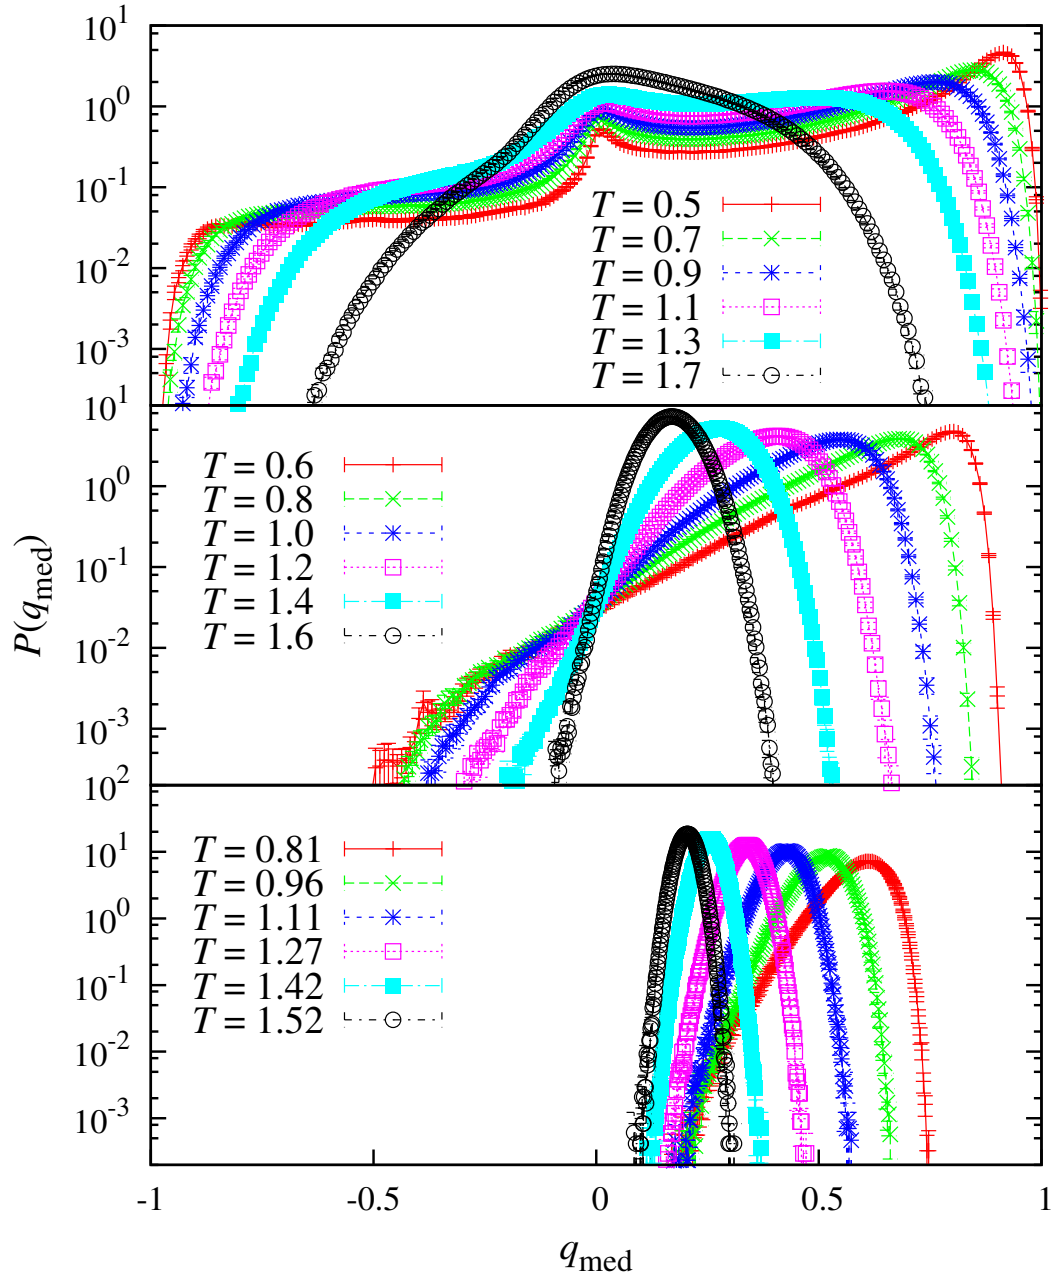 10^1
10^0
10^-1
10^-2
10^-3
T = 0.5
T = 0.7
T = 0.9
T = 1.1
T = 1.3
T = 1.7
10^1
10^0
10^-1
10^-2
10^-3
T = 0.6
T = 0.8
T = 1.0
T = 1.2
T = 1.4
T = 1.6
P(q_med)
10^2
10^1
10^0
10^-1
10^-2
10^-3
T = 0.81
T = 0.96
T = 1.11
T = 1.27
T = 1.42
T = 1.52
-1 -0.5 0 0.5 1
q_med